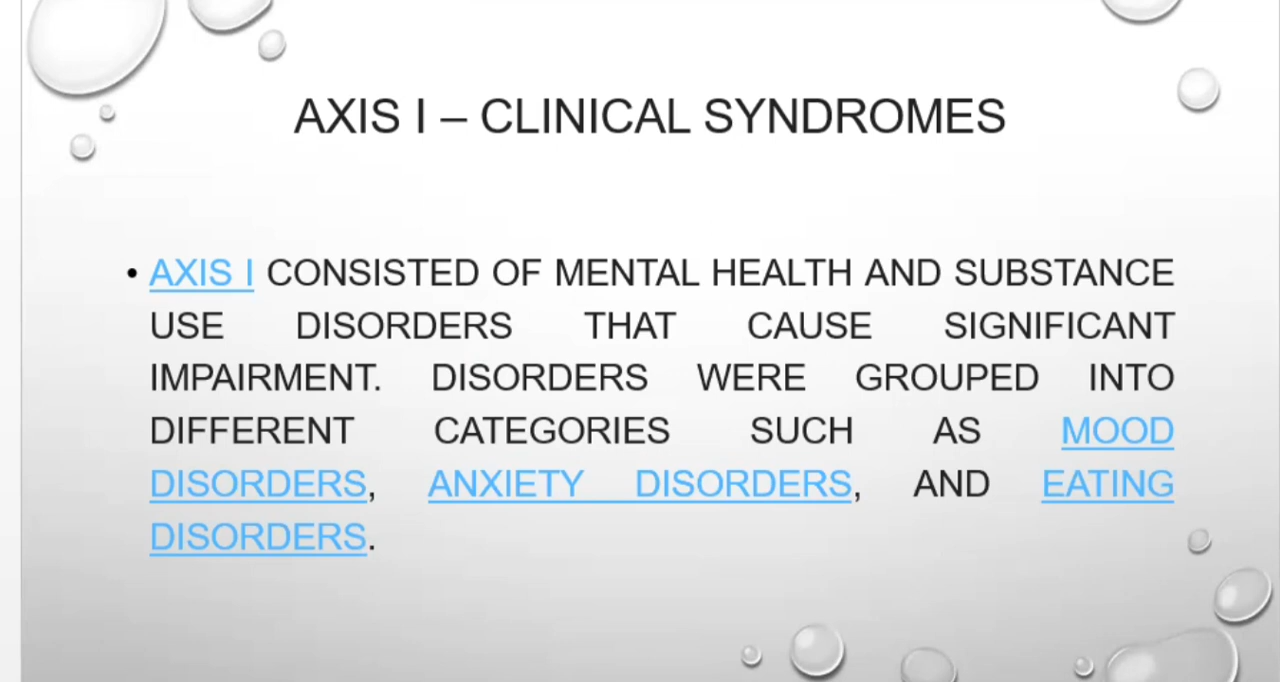 AXIS I – CLINICAL SYNDROMES
• AXIS I CONSISTED OF MENTAL HEALTH AND SUBSTANCE
USE DISORDERS THAT CAUSE SIGNIFICANT
IMPAIRMENT. DISORDERS WERE GROUPED INTO
DIFFERENT CATEGORIES SUCH AS MOOD
DISORDERS, ANXIETY DISORDERS, AND EATING
DISORDERS.